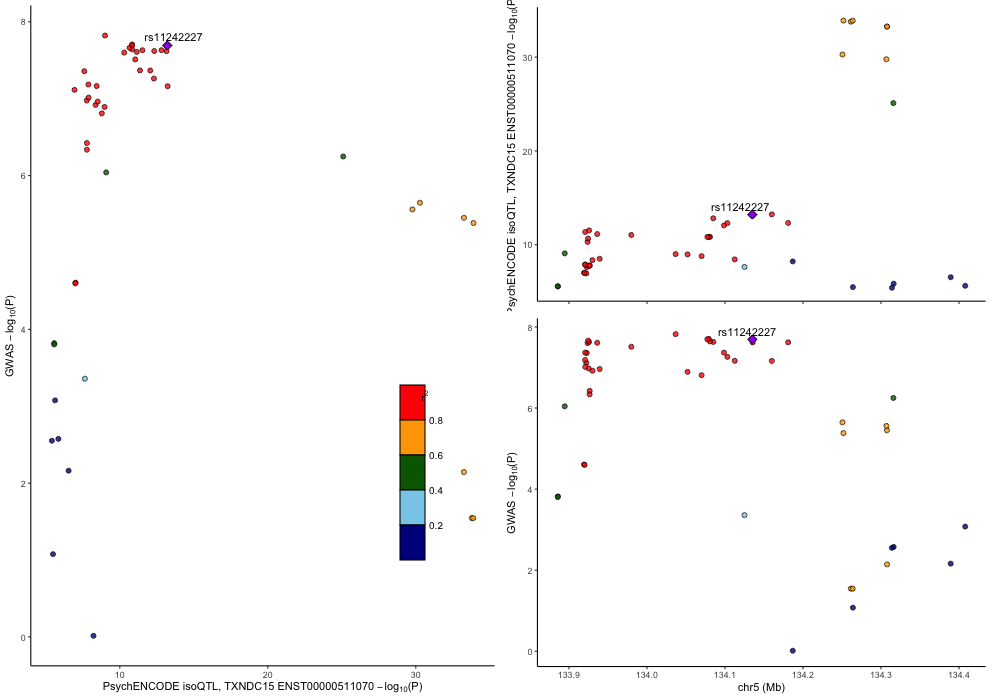 8
6
4
2
0
GWAS −log10(P)
rs11242227
r2
0.8
0.6
0.4
0.2
10
20
30
PsychENCODE isoQTL, TXNDC15 ENST00000511070 −log10(P)
30
20
10
PsychENCODE isoQTL, TXNDC15 ENST00000511070 −log10(P)
rs11242227
8
6
4
2
0
GWAS −log10(P)
rs11242227
133.9
134.0
134.1
134.2
134.3
134.4
chr5 (Mb)